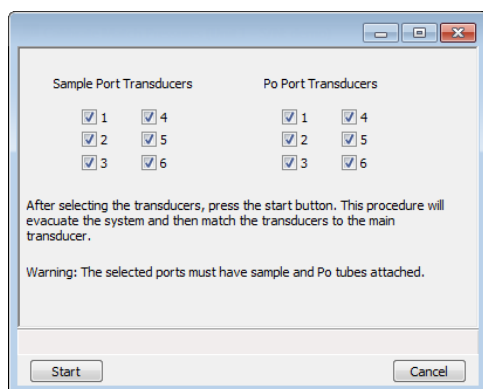 Sample Port Transducers Po Port Transducers
1 4 1 4
2 5 2 5
3 6 3 6
After selecting the transducers, press the start button. This procedure will
evacuate the system and then match the transducers to the main
transducer.
Warning: The selected ports must have sample and Po tubes attached.
Start Cancel